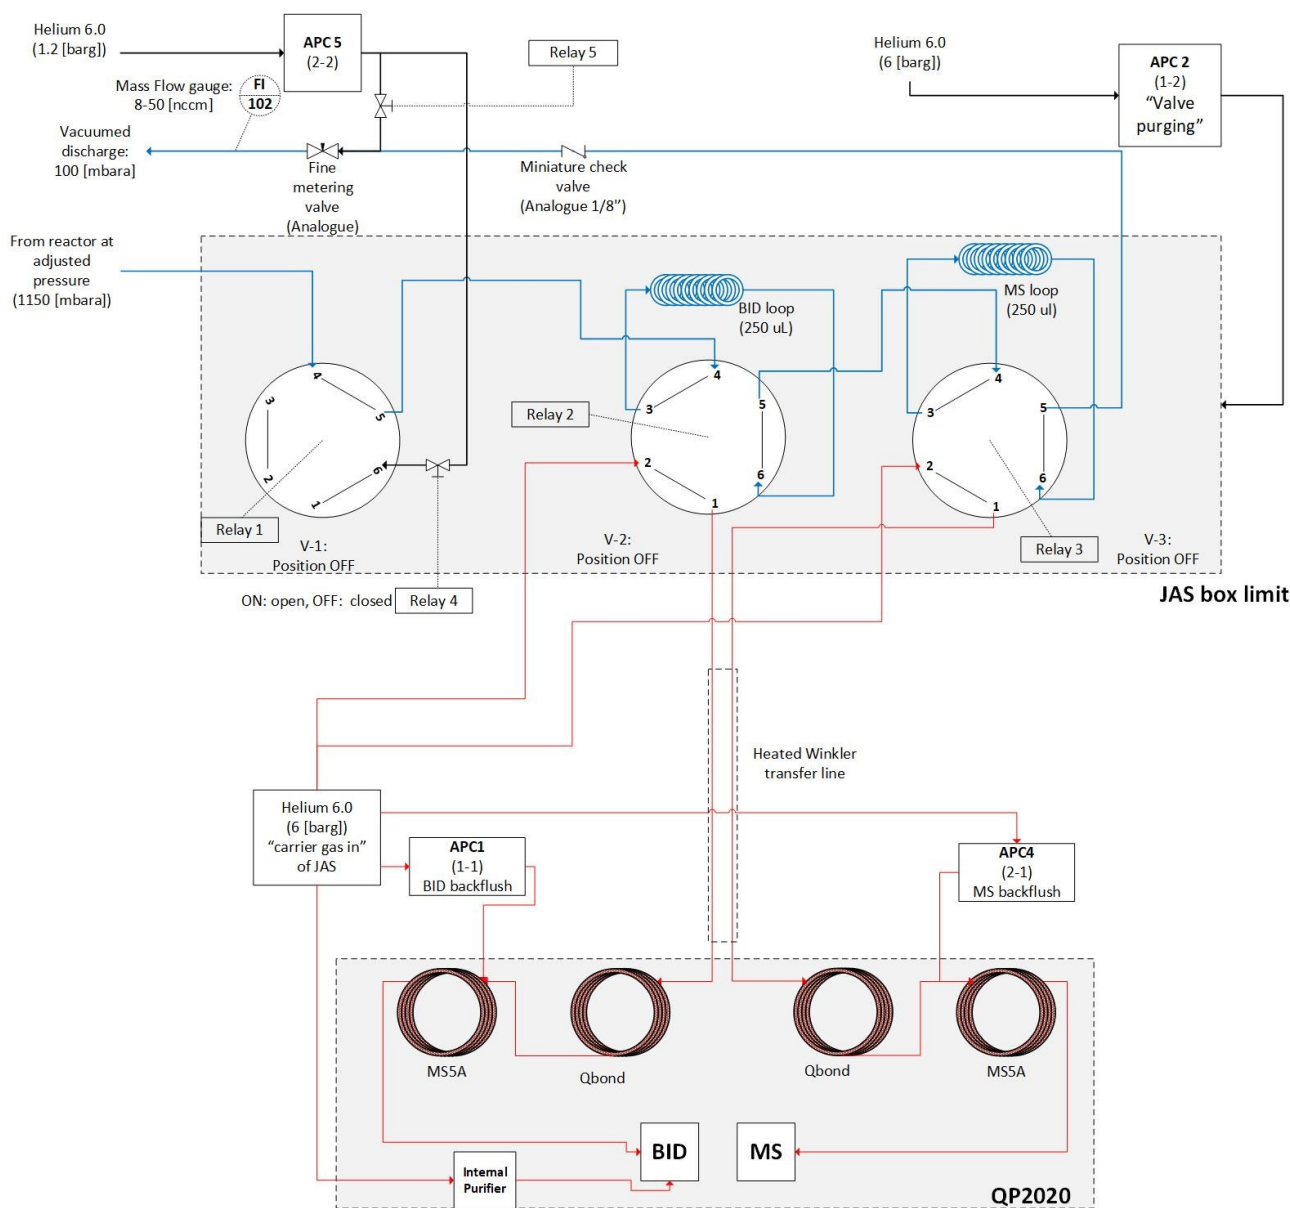 Helium 6.0
(1.2 [barg])
APC 5
(2-2)
Relay 5
Helium 6.0
(6 [barg])
APC 2
(1-2)
“Valve
purging”
Mass Flow gauge:
8-50 [nccm]
FI
102
Vacuumed
discharge:
100 [mbara]
Fine
metering
valve
(Analogue)
Miniature check
valve
(Analogue 1/8”)
From reactor at
adjusted
pressure
(1150 [mbara])
BID loop
(250 uL)
MS loop
(250 ul)
4
3
5
2
6
1
Relay 1
V-1:
Position OFF
4
3
5
2
6
1
Relay 2
V-2:
Position OFF
4
3
5
2
6
1
Relay 3
V-3:
Position OFF
ON: open, OFF: closed
Relay 4
JAS box limit
Heated Winkler
transfer line
Helium 6.0
(6 [barg])
“carrier gas in”
of JAS
APC1
(1-1)
BID backflush
APC4
(2-1)
MS backflush
MS5A
Qbond
Qbond
MS5A
BID
MS
Internal
Purifier
QP2020